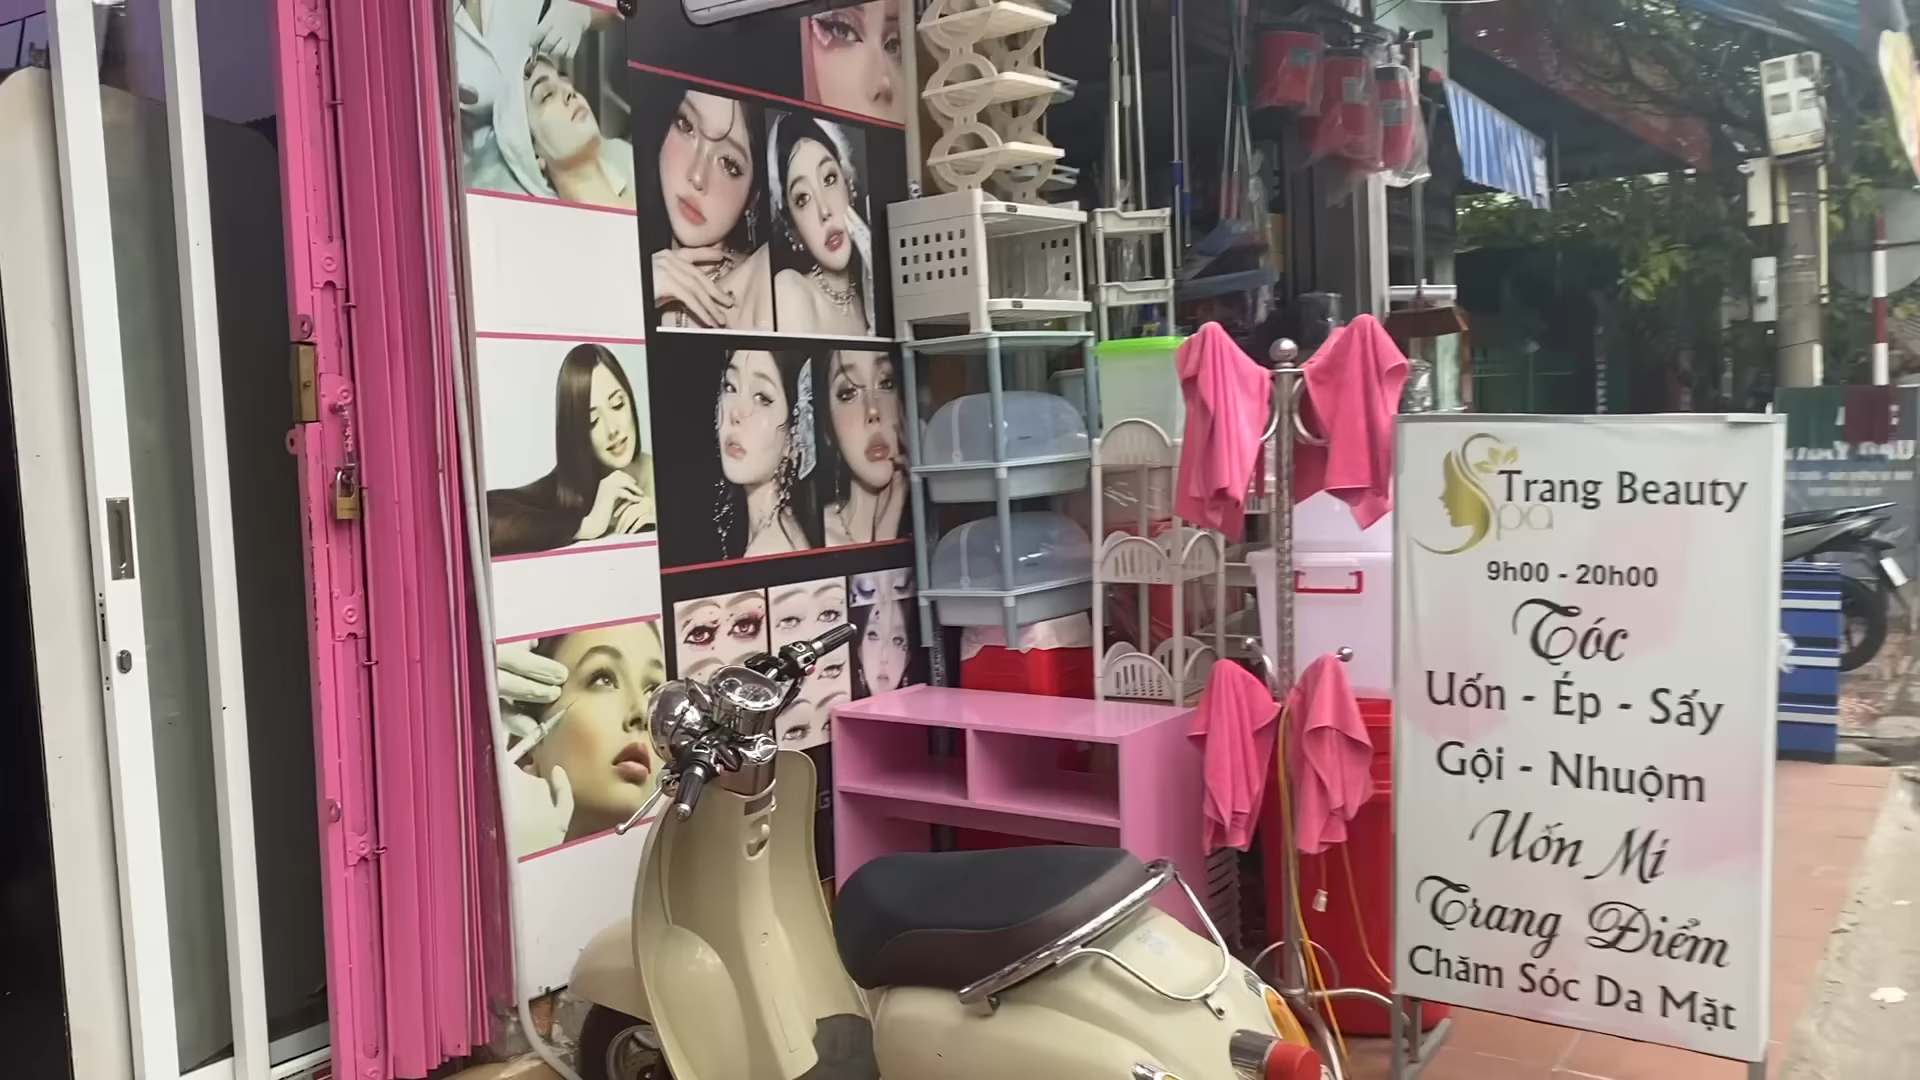 Trang Beauty
Spa
9h00 - 20h00
Tóc
Uốn - Ép - Sấy
Gội - Nhuộm
Uốn Mi
Trang Điểm
Chăm Sóc Da Mặt